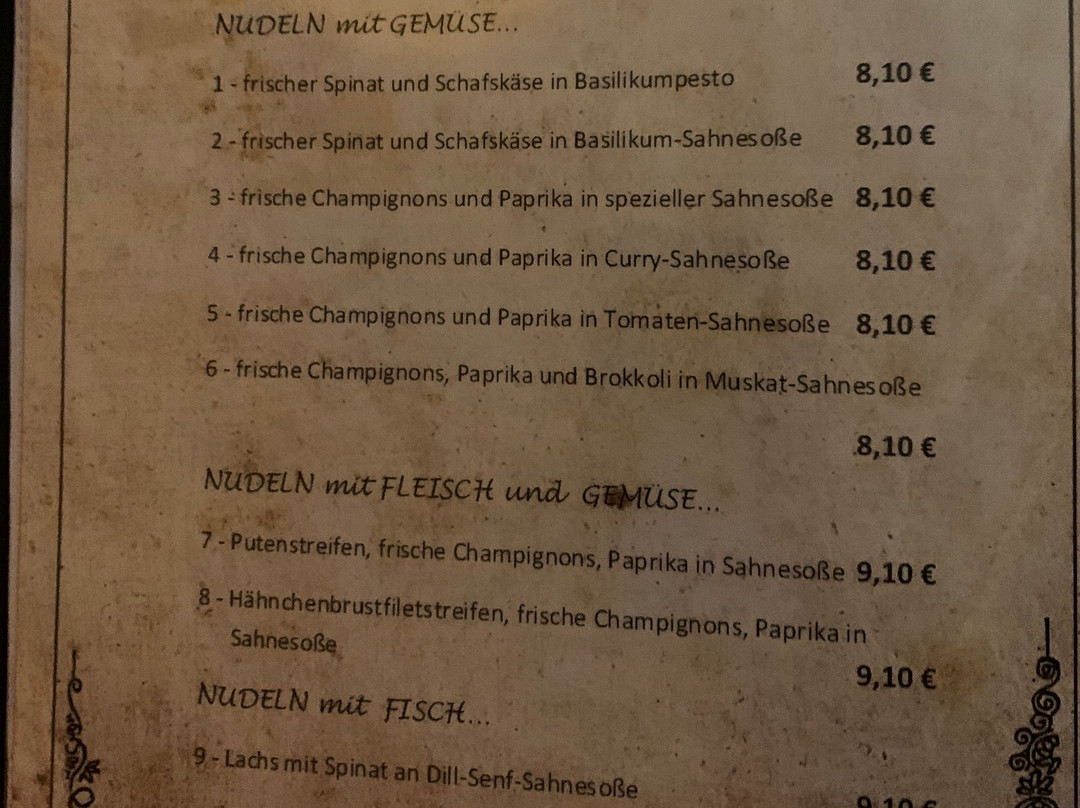 NUDELN mit GEMÜSE...
1 - frischer Spinat und Schafskäse in Basilikumpesto 8,10 €
2 - frischer Spinat und Schafskäse in Basilikum-Sahnesoße 8,10 €
3 - frische Champignons und Paprika in spezieller Sahnesoße 8,10 €
4 - frische Champignons und Paprika in Curry-Sahnesoße 8,10 €
5 - frische Champignons und Paprika in Tomaten-Sahnesoße 8,10 €
6 - frische Champignons, Paprika und Brokkoli in Muskat-Sahnesoße
8,10 €
NUDELN mit FLEISCH und GEMÜSE...
7 - Putenstreifen, frische Champignons, Paprika in Sahnesoße 9,10 €
8 - Hähnchenbrustfiletstreifen, frische Champignons, Paprika in
Sahnesoße
9,10 €
NUDELN mit FISCH...
9 - Lachs mit Spinat an Dill-Senf-Sahnesoße
9,10 €